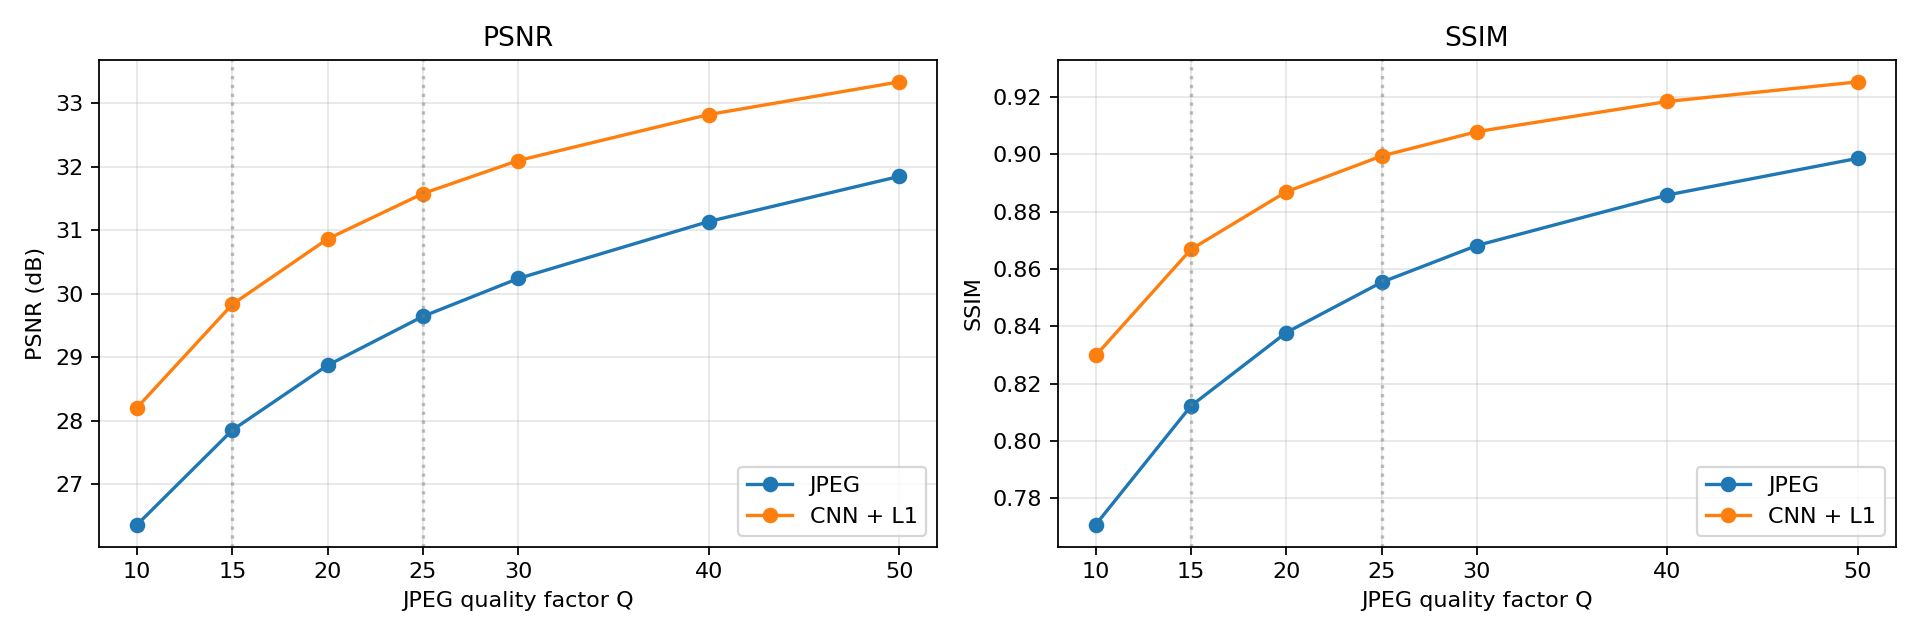 PSNR
PSNR (dB)
33
32
31
30
29
28
27
10 15 20 25 30 40 50
JPEG quality factor Q
JPEG
CNN + L1
SSIM
SSIM
0.92
0.90
0.88
0.86
0.84
0.82
0.80
0.78
10 15 20 25 30 40 50
JPEG quality factor Q
JPEG
CNN + L1